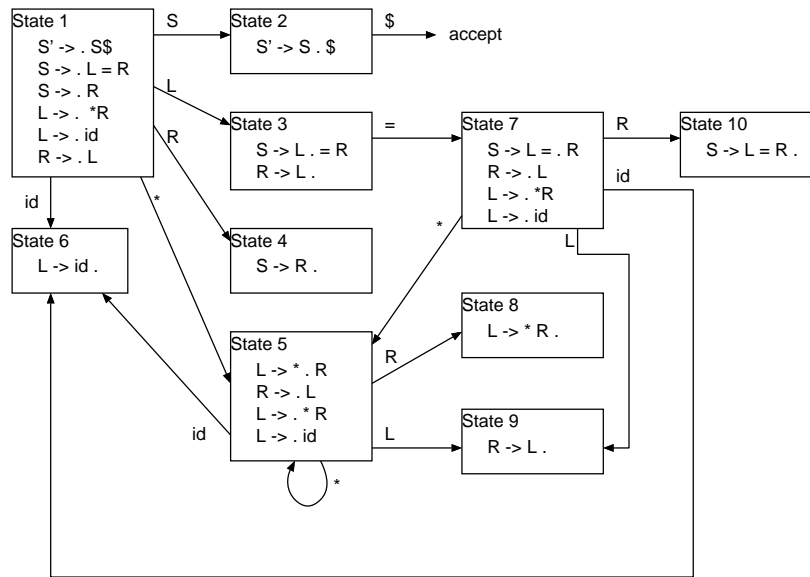 State 1
S' -> . S$
S -> . L = R
S -> . R
L -> . *R
L -> . id
R -> . L
S
State 2
S' -> S . $
$
accept
L
R
State 3
S -> L . = R
R -> L .
=
State 7
S -> L = . R
R -> . L
L -> . *R
L -> . id
R
id
State 10
S -> L = R .
id
*
State 6
L -> id .
State 4
S -> R .
*
L
State 8
L -> * R .
State 5
L -> * . R
R -> . L
L -> . * R
L -> . id
R
L
id
*
State 9
R -> L .